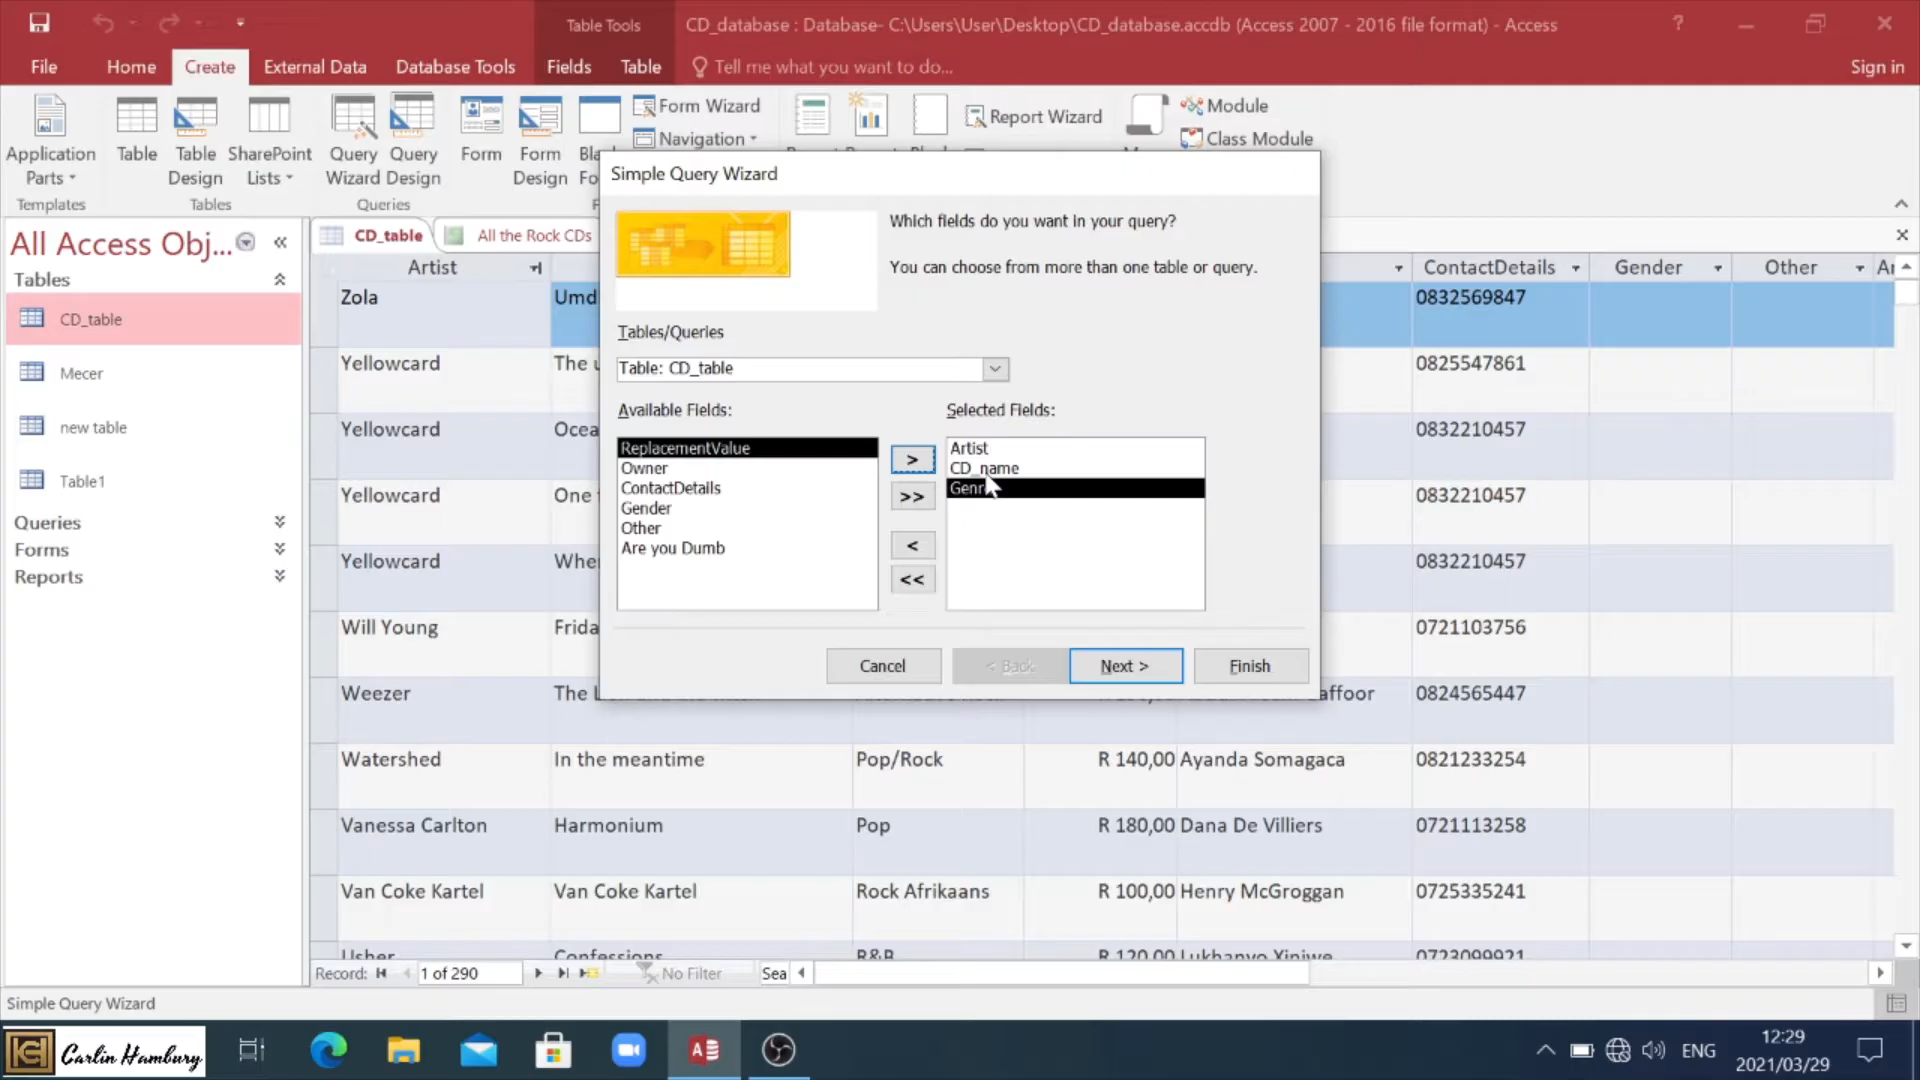 Table Tools
CD_database : Database- C:\Users\User\Desktop\CD_database.accdb (Access 2007 - 2016 file format) - Access
?
File Home Create External Data Database Tools Fields Table Tell me what you want to do... Sign in
Application Parts
Table
Table Design
SharePoint Lists
Query Wizard
Query Design
Form
Form Design
Form Wizard
Navigation
Report Wizard
Module
Class Module
Templates
Tables
Queries
All Access Obj...
Tables
CD_table
Mecer
new table
Table1
Queries
Forms
Reports
CD_table
All the Rock CDs
Artist ContactDetails Gender Other
Zola 0832569847
Yellowcard 0825547861
Yellowcard 0832210457
Yellowcard 0832210457
Yellowcard 0832210457
Will Young 0721103756
Weezer 0824565447
Watershed In the meantime Pop/Rock R 140,00 Ayanda Somagaca 0821233254
Vanessa Carlton Harmonium Pop R 180,00 Dana De Villiers 0721113258
Van Coke Kartel Van Coke Kartel Rock Afrikaans R 100,00 Henry McGroggan 0725335241
Usher Confessions R&B R 120,00 Lukhanyo Xiniwe 0723099921
Simple Query Wizard
Which fields do you want in your query?
You can choose from more than one table or query.
Tables/Queries
Table: CD_table
Available Fields:
ReplacementValue
Owner
ContactDetails
Gender
Other
Are you Dumb
>
>>
<
<<
Selected Fields:
Artist
CD_name
Genre
Cancel < Back Next > Finish
Record: 1 of 290 No Filter Sea
Simple Query Wizard
Carlin Hambury
ENG
12:29
2021/03/29